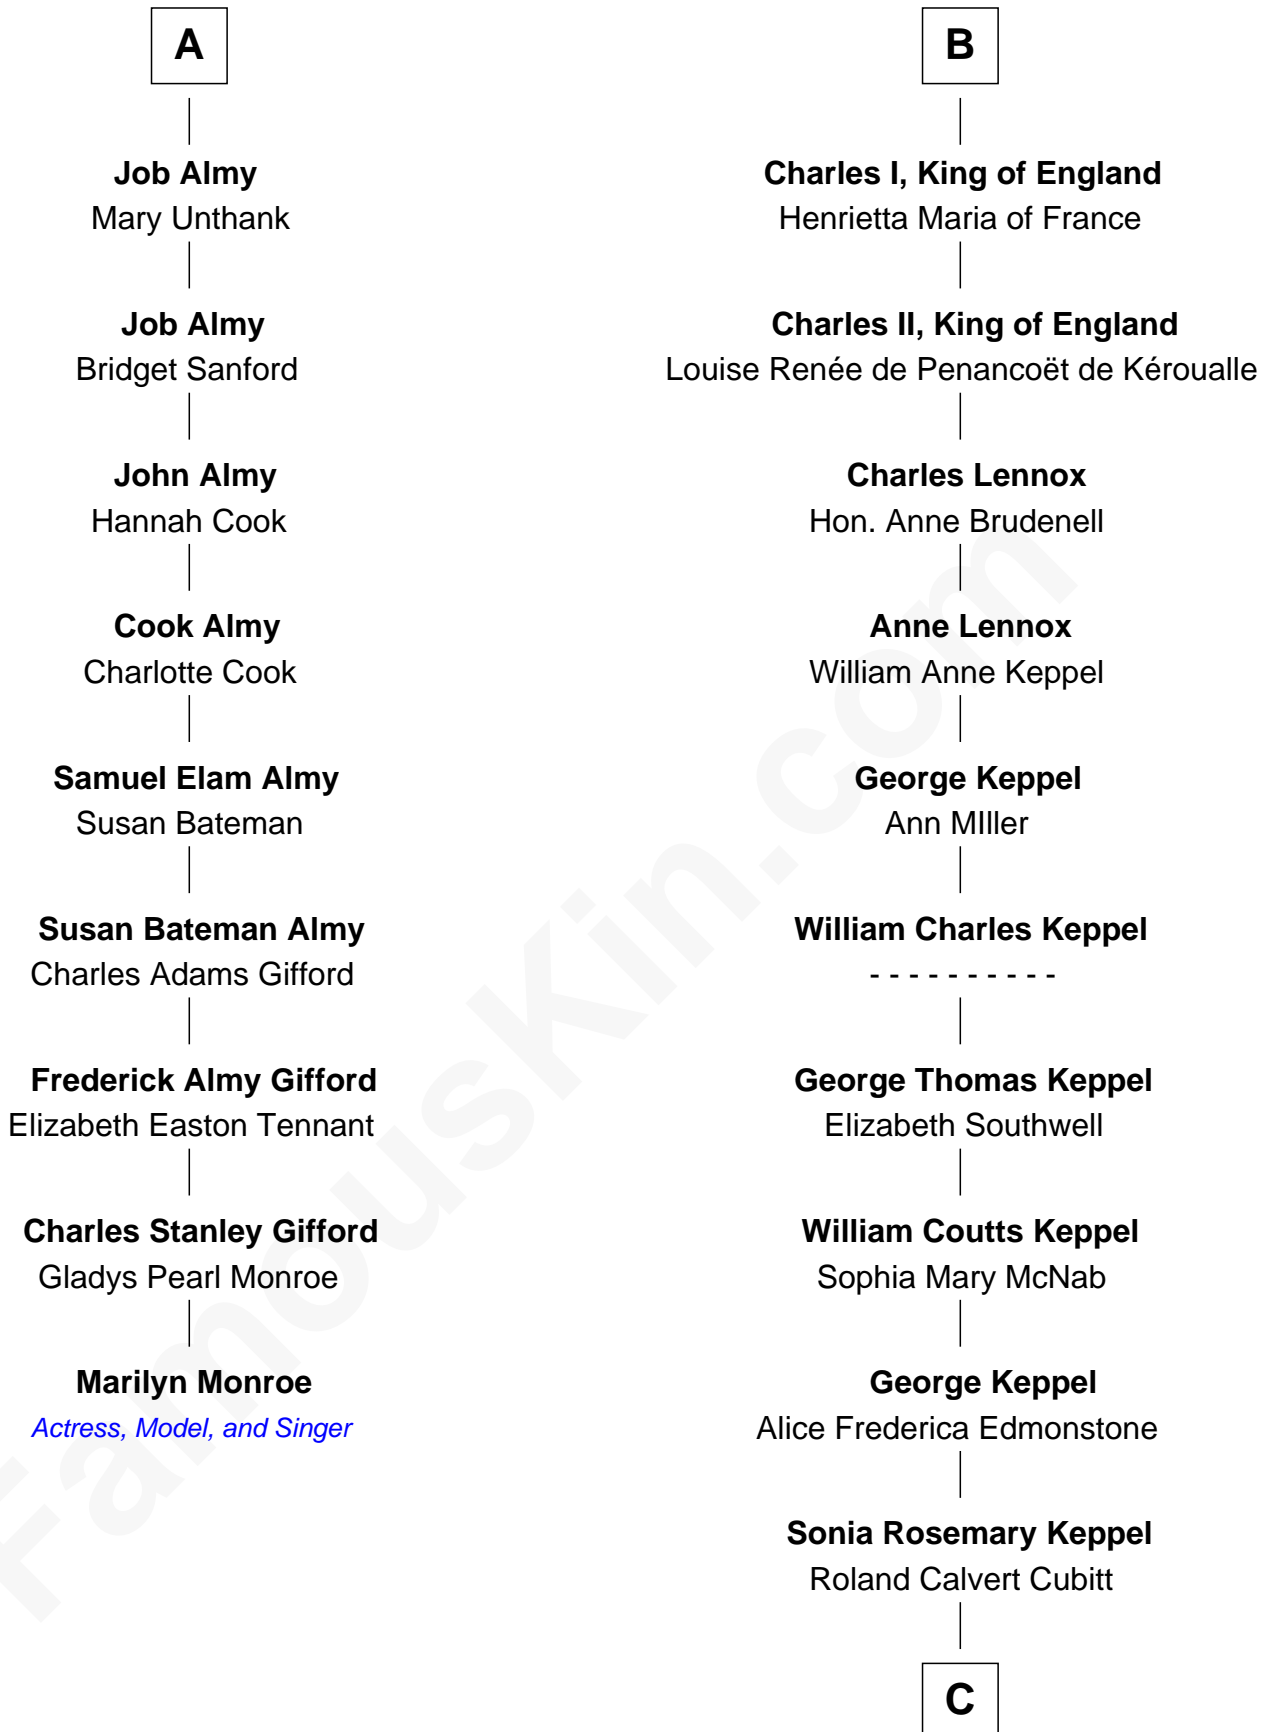 A
Job Almy
Mary Unthank
Job Almy
Bridget Sanford
John Almy
Hannah Cook
Cook Almy
Charlotte Cook
Samuel Elam Almy
Susan Bateman
Susan Bateman Almy
Charles Adams Gifford
Frederick Almy Gifford
Elizabeth Easton Tennant
Charles Stanley Gifford
Gladys Pearl Monroe
Marilyn Monroe
Actress, Model, and Singer
B
Charles I, King of England
Henrietta Maria of France
Charles II, King of England
Louise Renée de Penancoët de Kéroualle
Charles Lennox
Hon. Anne Brudenell
Anne Lennox
William Anne Keppel
George Keppel
Ann MIller
William Charles Keppel
- - - - - - - - - -
George Thomas Keppel
Elizabeth Southwell
William Coutts Keppel
Sophia Mary McNab
George Keppel
Alice Frederica Edmonstone
Sonia Rosemary Keppel
Roland Calvert Cubitt
C
FamousKin.com